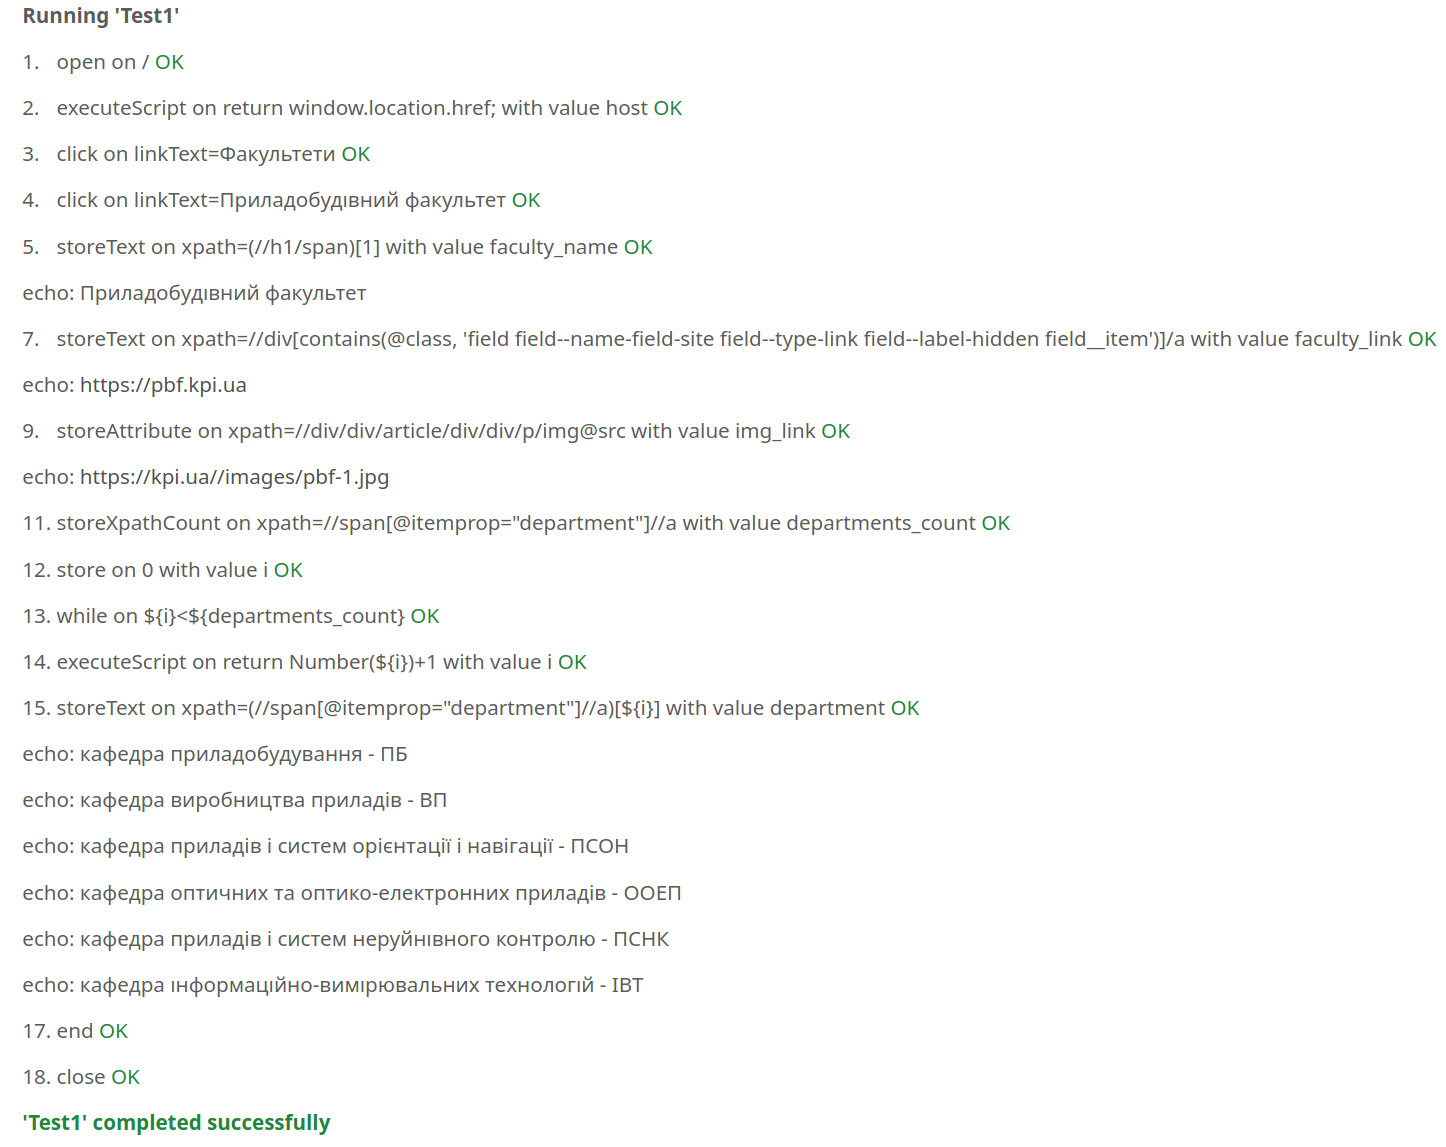 Running 'Test1'
1. open on / OK
2. executeScript on return window.location.href; with value host OK
3. click on linkText=Факультети OK
4. click on linkText=Приладобудівний факультет OK
5. storeText on xpath=(//h1/span)[1] with value faculty_name OK
echo: Приладобудівний факультет
7. storeText on xpath=//div[contains(@class, 'field field--name-field-site field--type-link field--label-hidden field__item')]/a with value faculty_link OK
echo: https://pbf.kpi.ua
9. storeAttribute on xpath=//div/div/article/div/div/p/img@src with value img_link OK
echo: https://kpi.ua//images/pbf-1.jpg
11. storeXpathCount on xpath=//span[@itemprop="department"]//a with value departments_count OK
12. store on 0 with value i OK
13. while on ${i}<${departments_count} OK
14. executeScript on return Number(${i})+1 with value i OK
15. storeText on xpath=(//span[@itemprop="department"]//a)[${i}] with value department OK
echo: кафедра приладобудування - ПБ
echo: кафедра виробництва приладів - ВП
echo: кафедра приладів і систем орієнтації і навігації - ПСОН
echo: кафедра оптичних та оптико-електронних приладів - ООЕП
echo: кафедра приладів і систем неруйнівного контролю - ПСНК
echo: кафедра інформаційно-вимірювальних технологій - ІВТ
17. end OK
18. close OK
'Test1' completed successfully